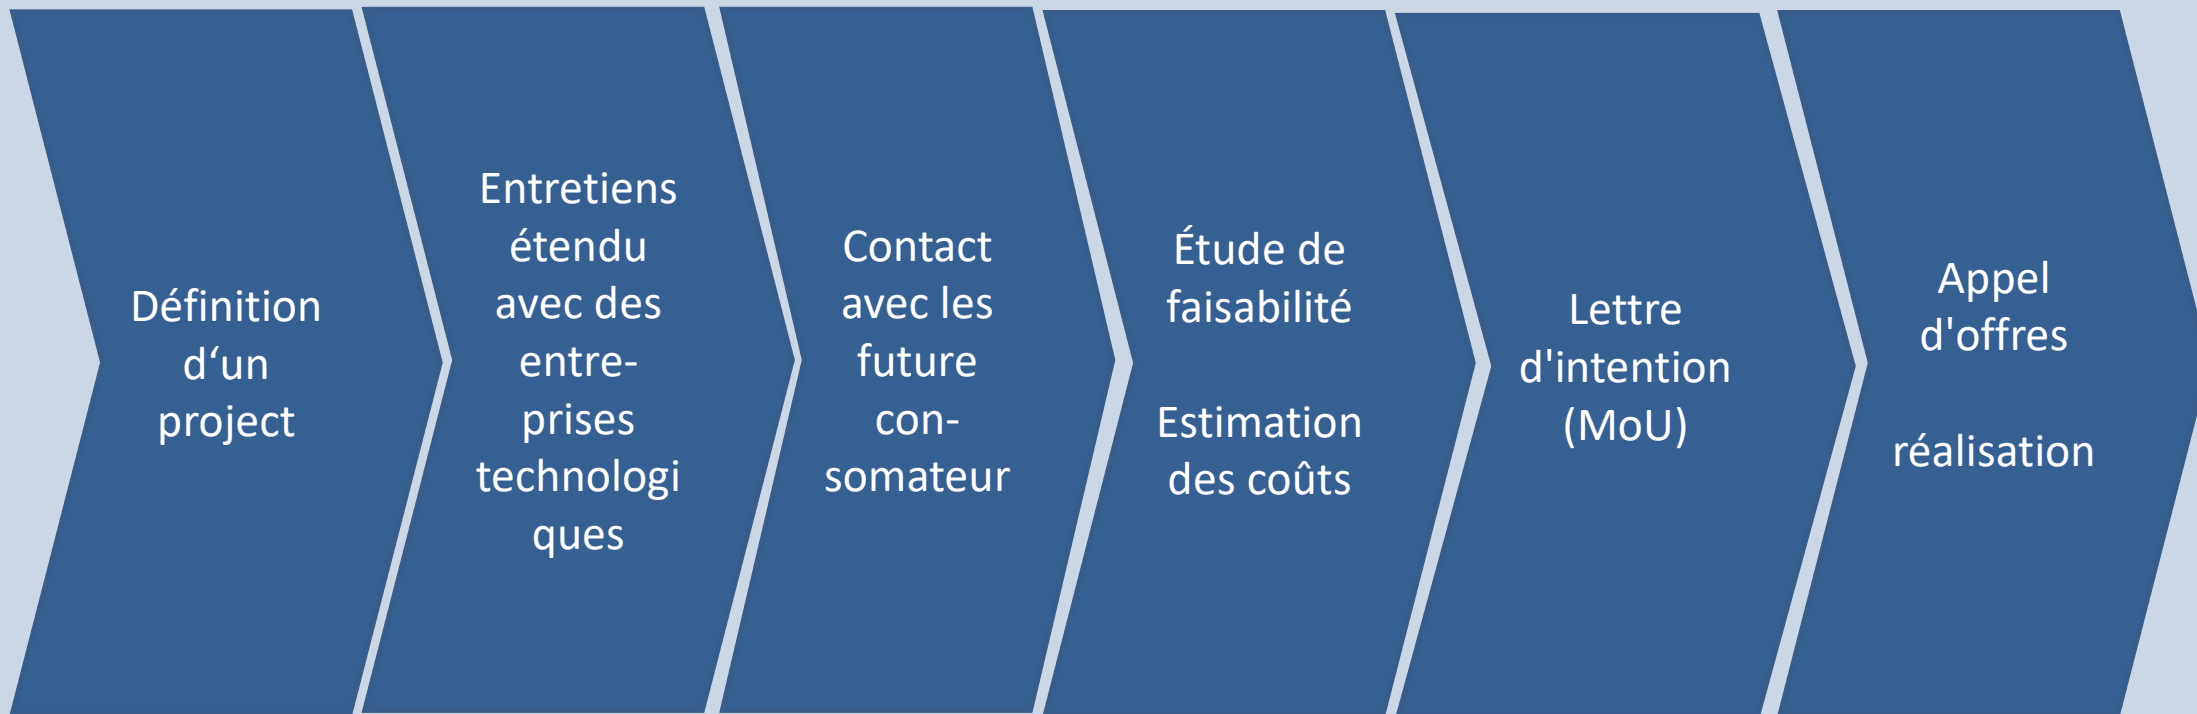 Définition
d‘un
project
Entretiens
étendu
avec des
entre-
prises
technologi
ques
Contact
avec les
future
con-
somateur
Étude de
faisabilité
Estimation
des coûts
Lettre
d'intention
(MoU)
Appel
d'offres
réalisation